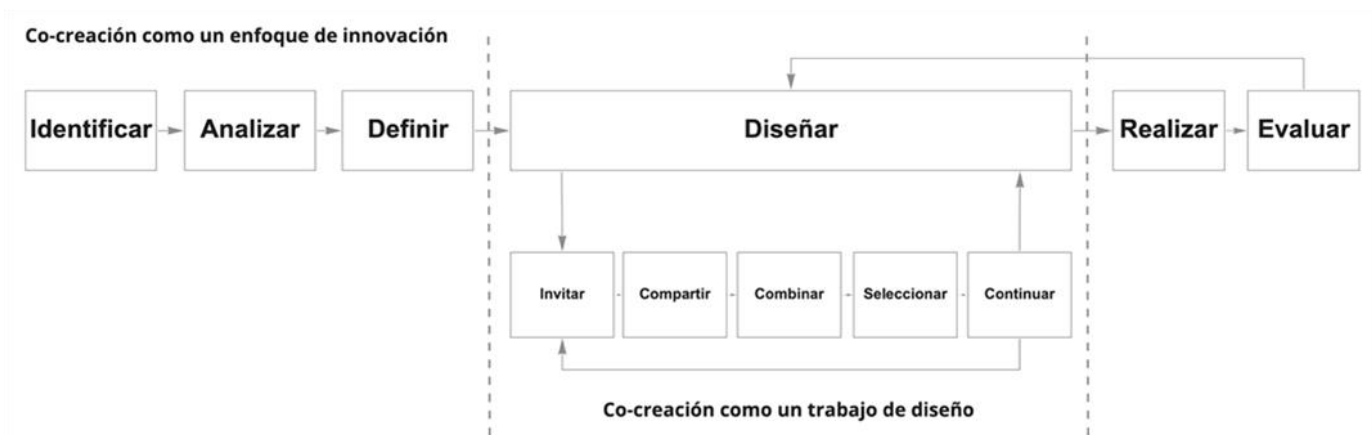 Co-creación como un enfoque de innovación
Identificar
Analizar
Definir
Diseñar
Realizar
Evaluar
Invitar
Compartir
Combinar
Seleccionar
Continuar
Co-creación como un trabajo de diseño